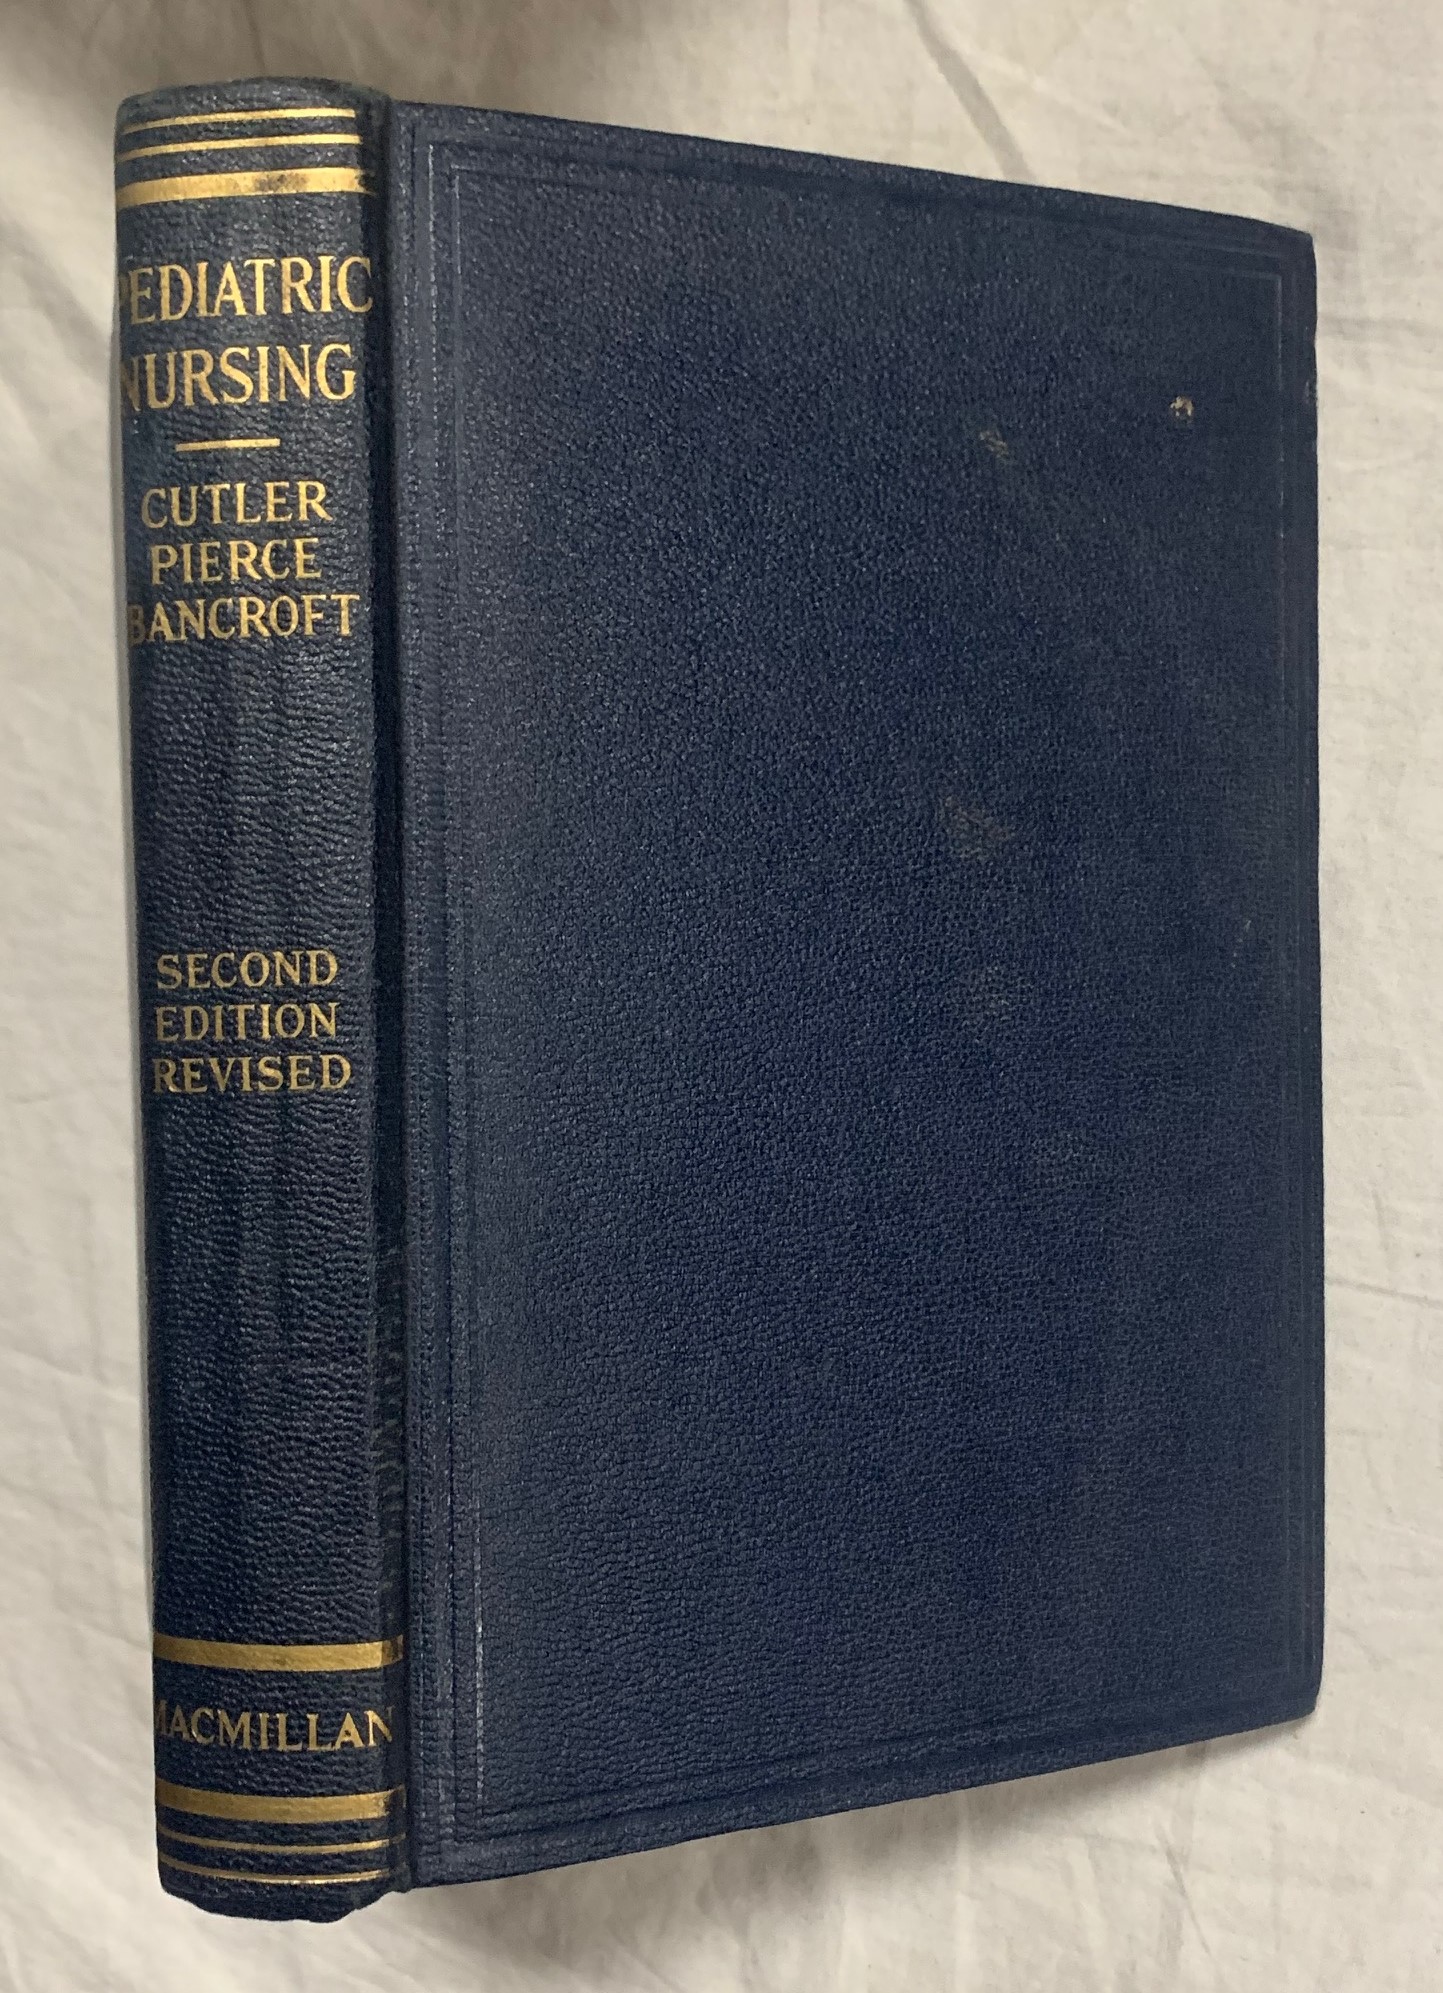 PEDIATRIC
NURSING
CUTLER
PIERCE
BANCROFT
SECOND
EDITION
REVISED
MACMILLAN